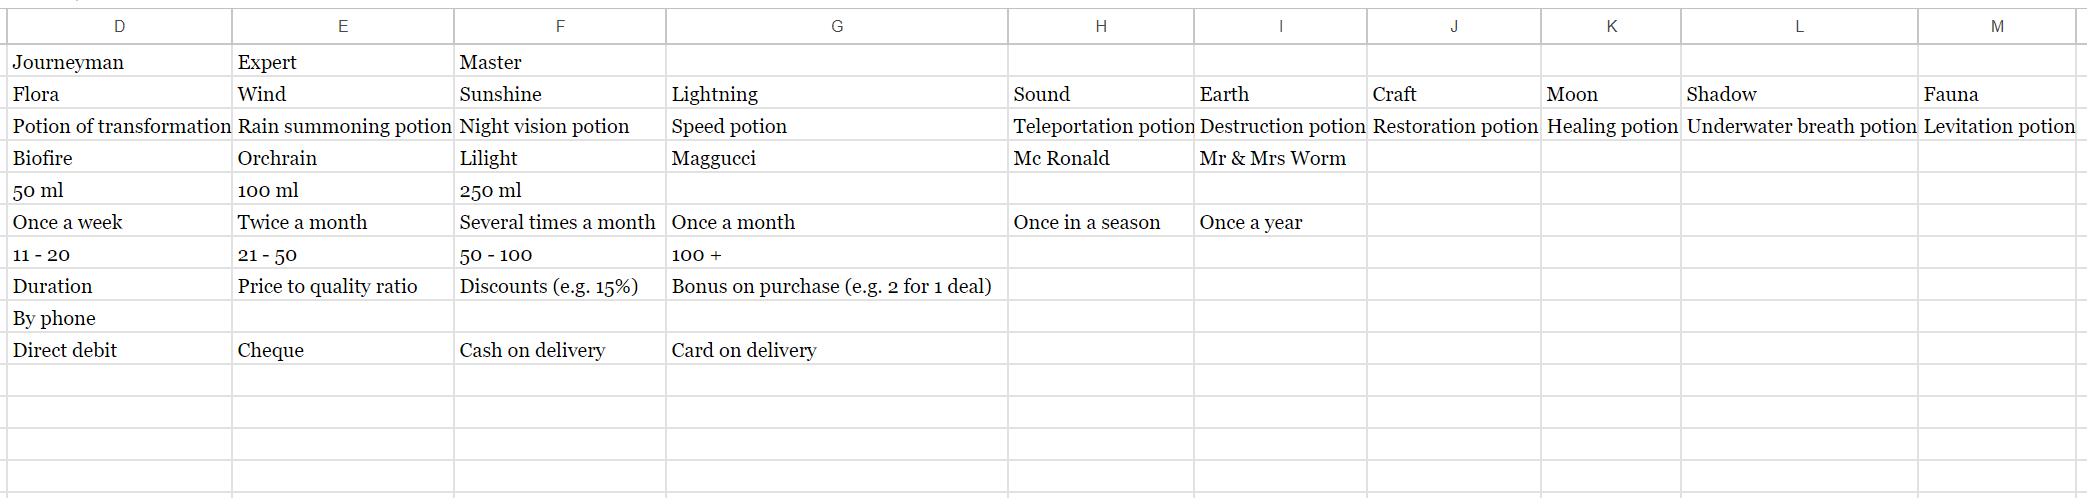 D E F G H I J K L M
Journeyman Expert Master
Flora Wind Sunshine Lightning Sound Earth Craft Moon Shadow Fauna
Potion of transformation Rain summoning potion Night vision potion Speed potion Teleportation potion Destruction potion Restoration potion Healing potion Underwater breath potion Levitation potion
Biofire Orchrain Lilight Maggucci Mc Ronald Mr & Mrs Worm
50 ml 100 ml 250 ml
Once a week Twice a month Several times a month Once a month Once in a season Once a year
11 - 20 21 - 50 50 - 100 100 +
Duration Price to quality ratio Discounts (e.g. 15%) Bonus on purchase (e.g. 2 for 1 deal)
By phone
Direct debit Cheque Cash on delivery Card on delivery